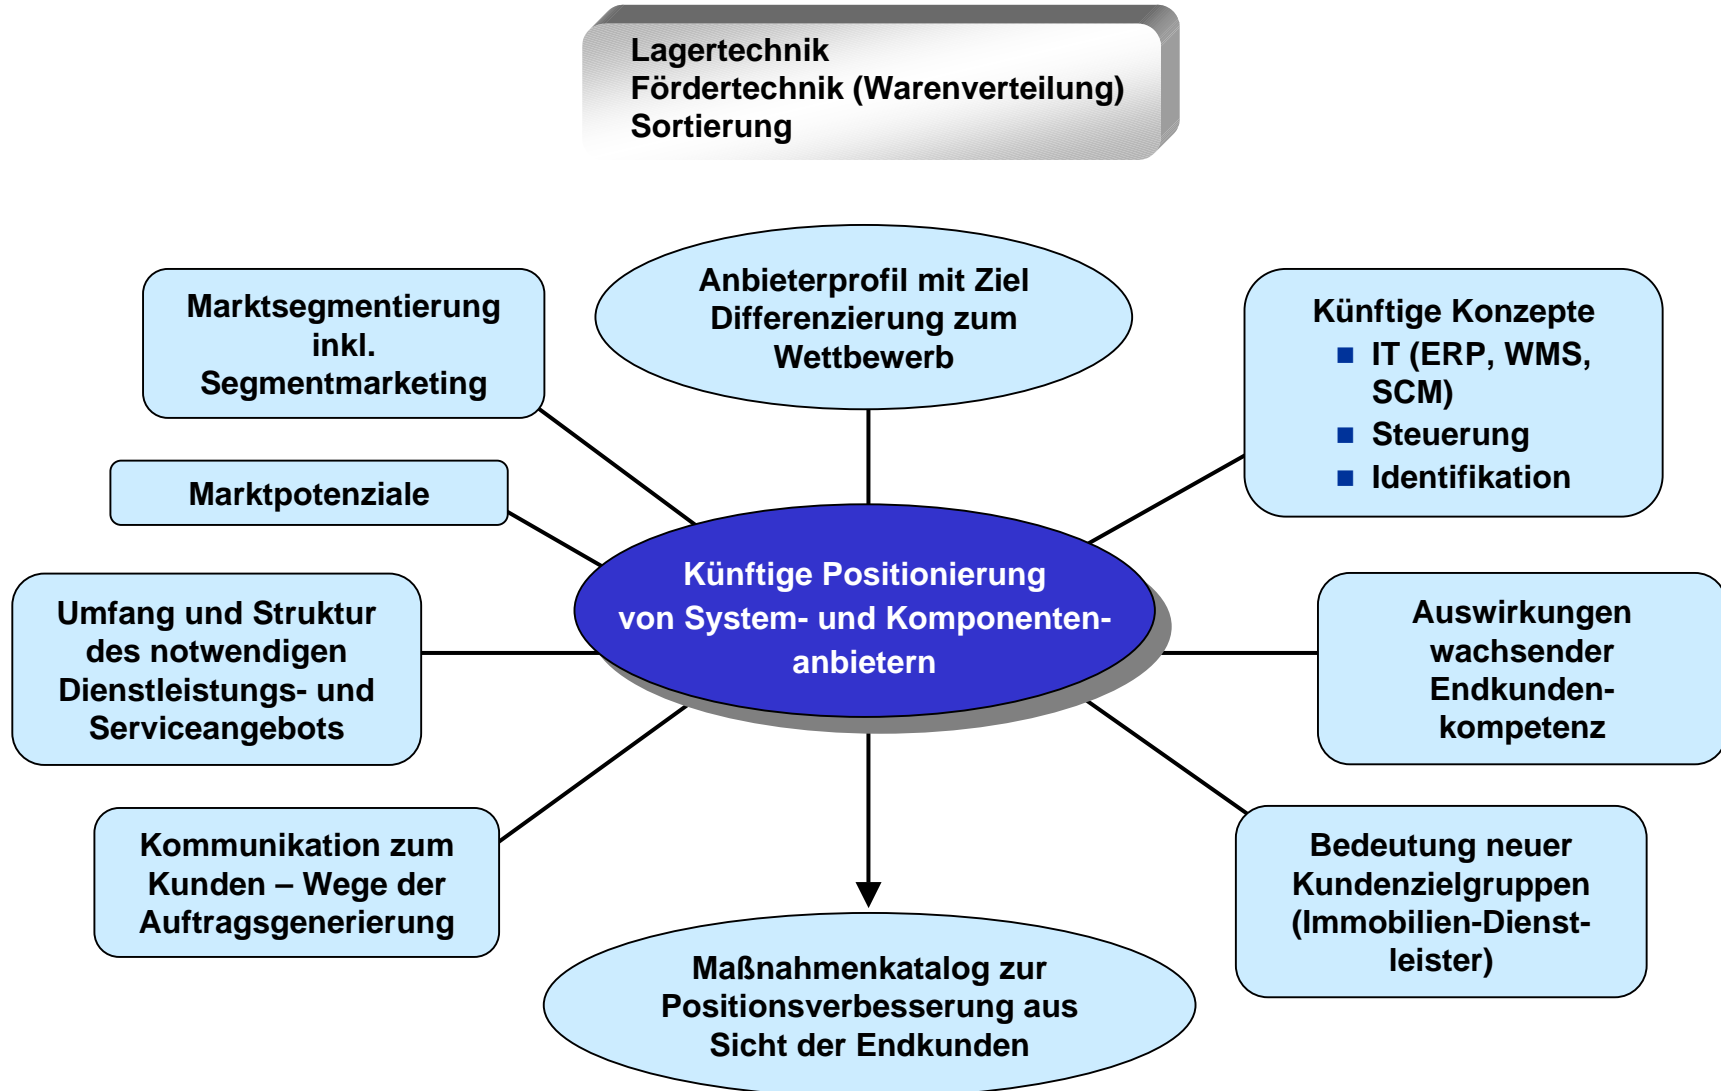 Lagertechnik
Fördertechnik (Warenverteilung)
Sortierung
Anbieterprofil mit Ziel
Differenzierung zum
Wettbewerb
Marktsegmentierung
inkl.
Segmentmarketing
Künftige Konzepte
■ IT (ERP, WMS,
SCM)
■ Steuerung
■ Identifikation
Marktpotenziale
Künftige Positionierung
von System- und Komponenten-
anbietern
Umfang und Struktur
des notwendigen
Dienstleistungs- und
Serviceangebots
Auswirkungen
wachsender
Endkunden-
kompetenz
Kommunikation zum
Kunden – Wege der
Auftragsgenerierung
Bedeutung neuer
Kundenzielgruppen
(Immobilien-Dienst-
leister)
Maßnahmenkatalog zur
Positionsverbesserung aus
Sicht der Endkunden